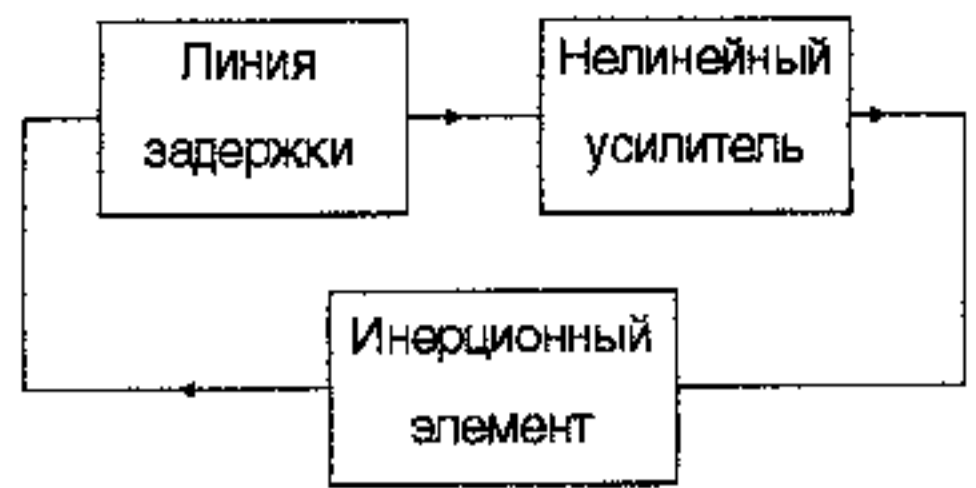 Линия
задержки
Нелинейный
усилитель
Инерционный
элемент